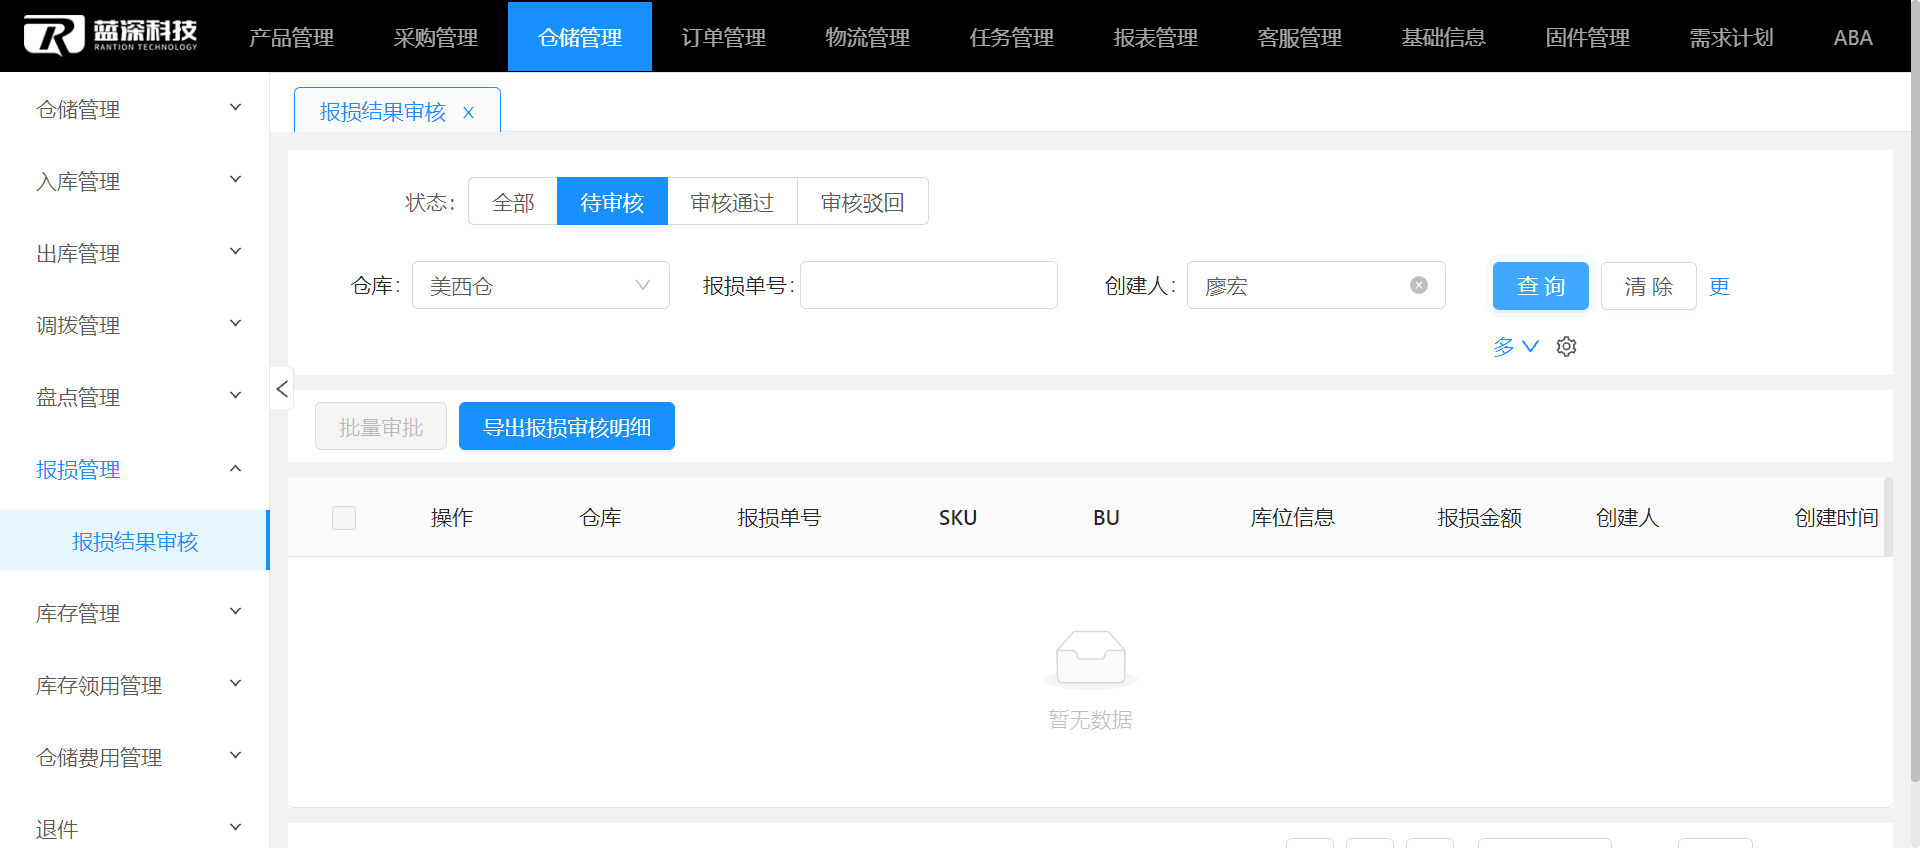 蓝深科技
RANTION TECHNOLOGY
产品管理 采购管理 仓储管理 订单管理 物流管理 任务管理 报表管理 客服管理 基础信息 固件管理 需求计划 ABA
仓储管理
入库管理
出库管理
调拨管理
盘点管理
报损管理
报损结果审核
库存管理
库存领用管理
仓储费用管理
退件
报损结果审核 x
状态: 全部 待审核 审核通过 审核驳回
仓库: 美西仓 报损单号: 创建人: 廖宏 查 询 清 除 更
多
批量审批 导出报损审核明细
操作 仓库 报损单号 SKU BU 库位信息 报损金额 创建人 创建时间
暂无数据